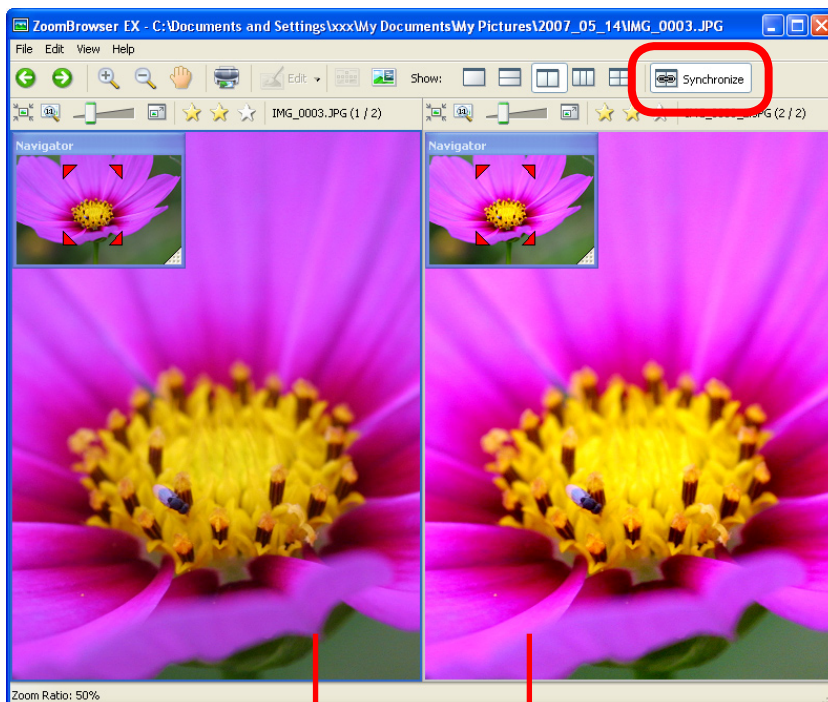 ZoomBrowser EX - C:\Documents and Settings\xxx\My Documents\My Pictures\2007_05_14\IMG_0003.JPG
File Edit View Help
Edit Show: Synchronize
IMG_0003.JPG (1 / 2)
JPG (2 / 2)
Navigator
Navigator
Zoom Ratio: 50%